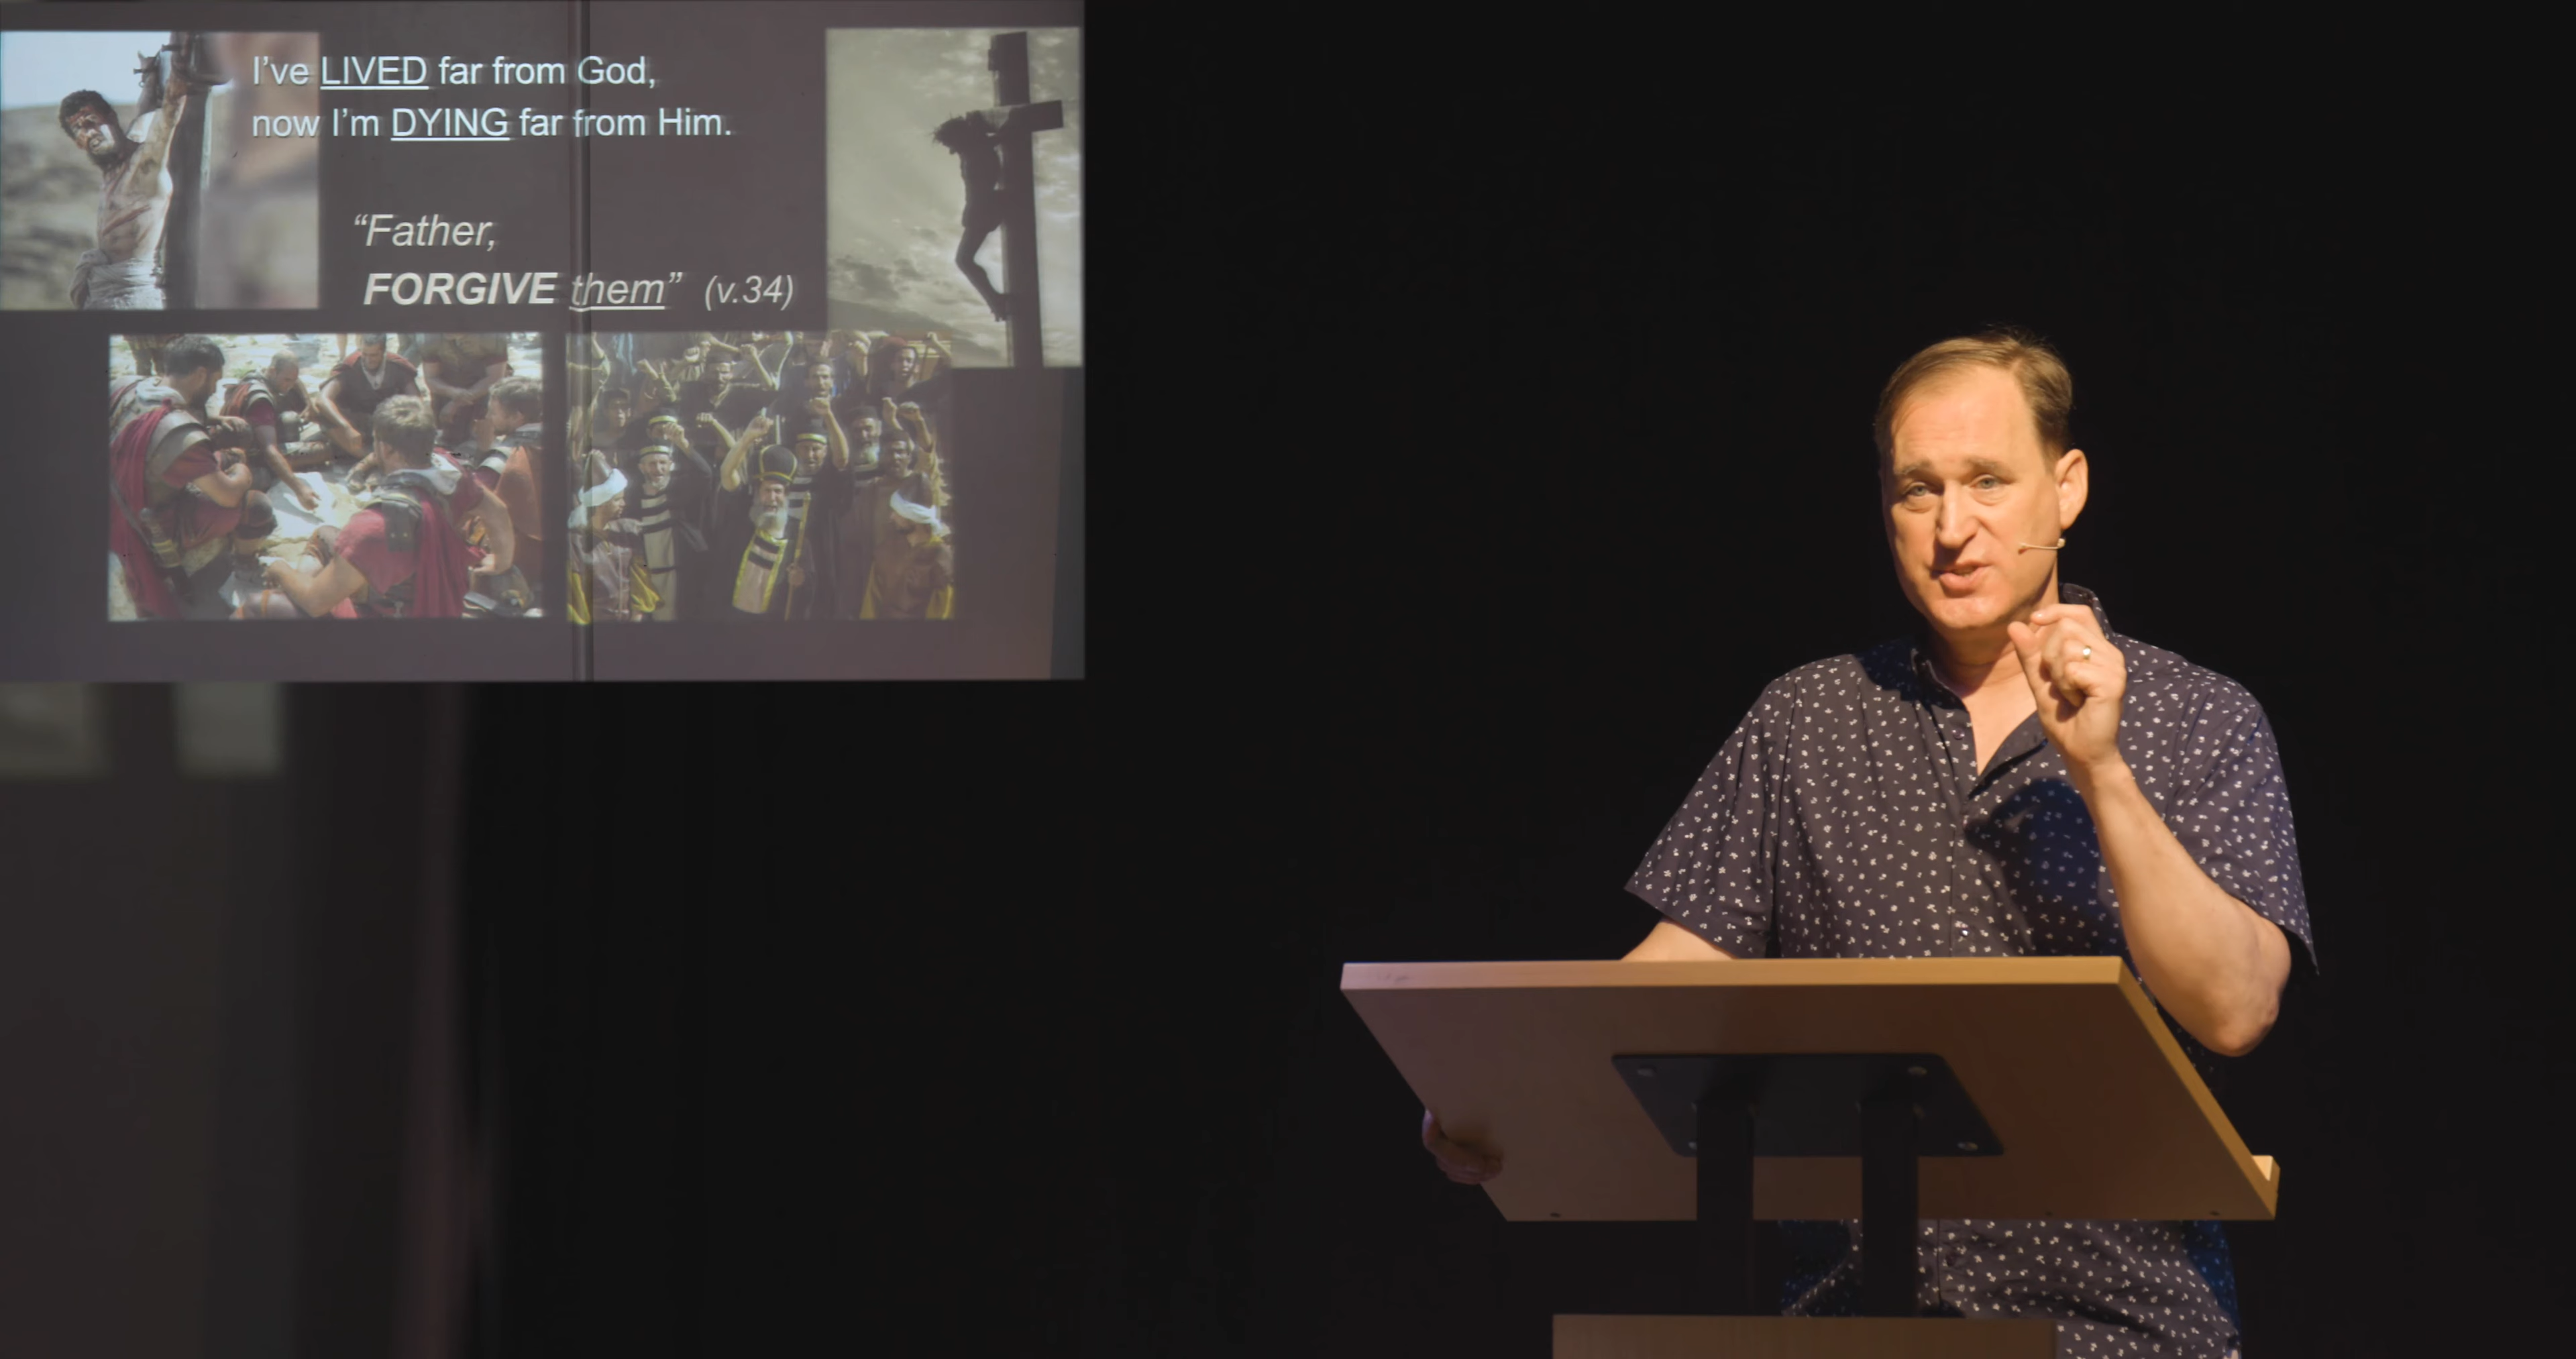 I’ve LIVED far from God,
now I’m DYING far from Him.
“Father,
FORGIVE them” (v.34)